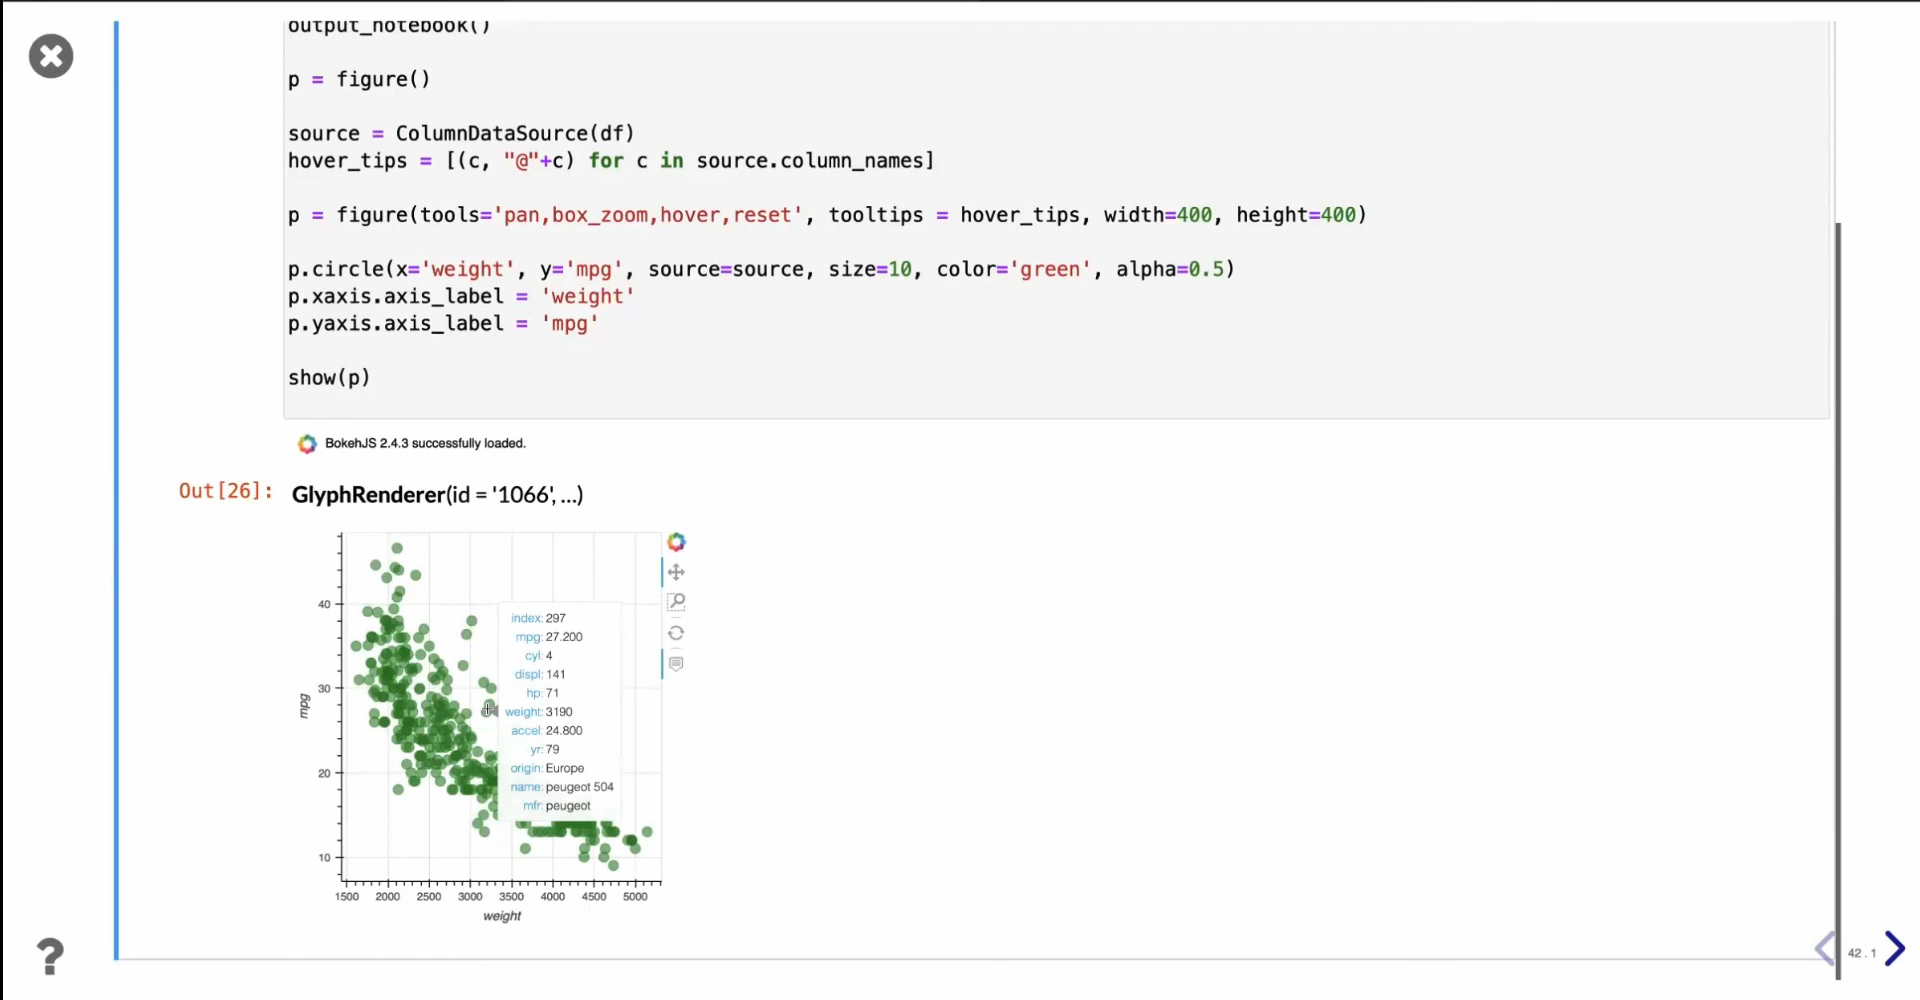 output_notebook()
p = figure()
source = ColumnDataSource(df)
hover_tips = [(c, "@"+c) for c in source.column_names]
p = figure(tools='pan,box_zoom,hover,reset', tooltips = hover_tips, width=400, height=400)
p.circle(x='weight', y='mpg', source=source, size=10, color='green', alpha=0.5)
p.xaxis.axis_label = 'weight'
p.yaxis.axis_label = 'mpg'
show(p)
BokehJS 2.4.3 successfully loaded.
Out[26]: GlyphRenderer(id = '1066', ...)
40
30
20
10
mpg
index: 297
mpg: 27.200
cyl: 4
displ: 141
hp: 71
weight: 3190
accel: 24.800
yr: 79
origin: Europe
name: peugeot 504
mfr: peugeot
1500 2000 2500 3000 3500 4000 4500 5000
weight
?
42.1